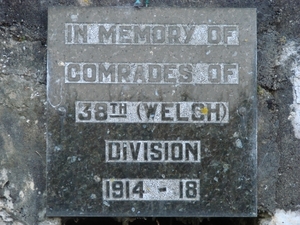 IN MEMORY OF
COMRADES OF
38TH (WELSH)
DIVISION
1914 - 18